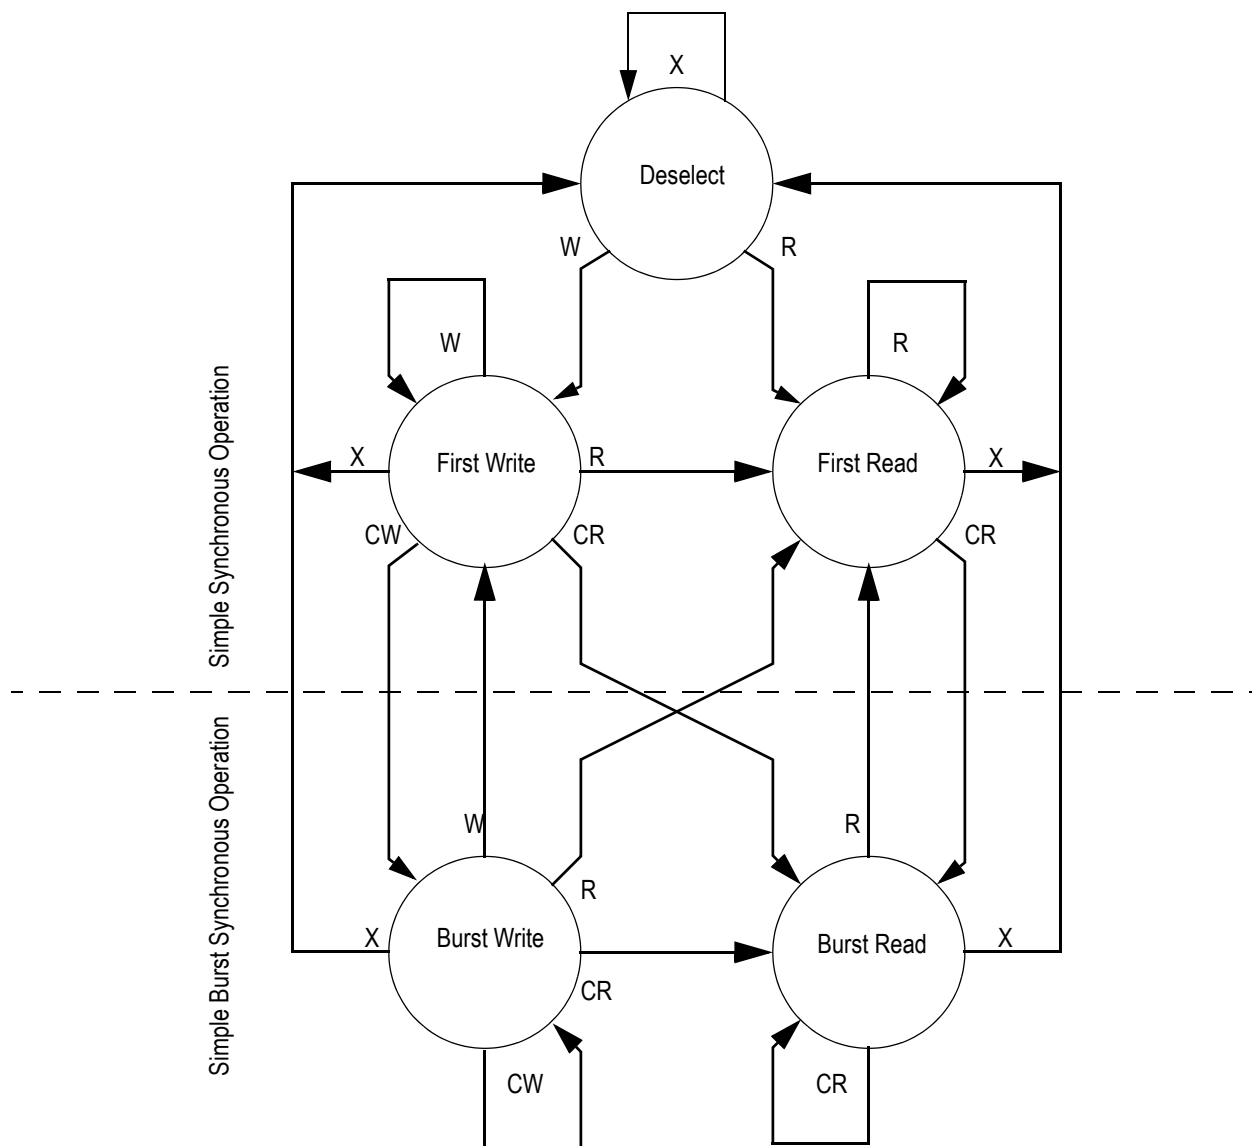 X
Deselect
W
R
W
R
Simple Synchronous Operation
X
First Write
R
First Read
X
CW
CR
CR
Simple Burst Synchronous Operation
W
R
R
X
Burst Write
Burst Read
X
CR
CW
CR